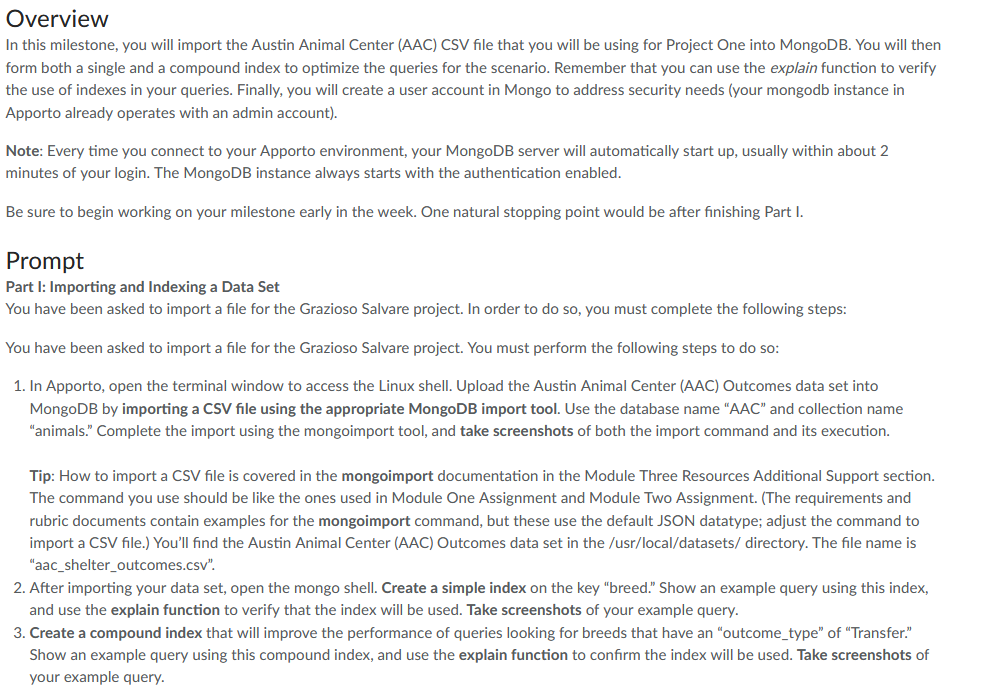 Overview
In this milestone, you will import the Austin Animal Center (AAC) CSV file that you will be using for Project One into MongoDB. You will then
form both a single and a compound index to optimize the queries for the scenario. Remember that you can use the explain function to verify
the use of indexes in your queries. Finally, you will create a user account in Mongo to address security needs (your mongodb instance in
Apporto already operates with an admin account).
Note: Every time you connect to your Apporto environment, your MongoDB server will automatically start up, usually within about 2
minutes of your login. The MongoDB instance always starts with the authentication enabled.
Be sure to begin working on your milestone early in the week. One natural stopping point would be after finishing Part I.
Prompt
Part I: Importing and Indexing a Data Set
You have been asked to import a file for the Grazioso Salvare project. In order to do so, you must complete the following steps:
You have been asked to import a file for the Grazioso Salvare project. You must perform the following steps to do so:
1. In Apporto, open the terminal window to access the Linux shell. Upload the Austin Animal Center (AAC) Outcomes data set into
MongoDB by importing a CSV file using the appropriate MongoDB import tool. Use the database name “AAC” and collection name
“animals.” Complete the import using the mongoimport tool, and take screenshots of both the import command and its execution.
Tip: How to import a CSV file is covered in the mongoimport documentation in the Module Three Resources Additional Support section.
The command you use should be like the ones used in Module One Assignment and Module Two Assignment. (The requirements and
rubric documents contain examples for the mongoimport command, but these use the default JSON datatype; adjust the command to
import a CSV file.) You’ll find the Austin Animal Center (AAC) Outcomes data set in the /usr/local/datasets/ directory. The file name is
“aac_shelter_outcomes.csv”.
2. After importing your data set, open the mongo shell. Create a simple index on the key “breed.” Show an example query using this index,
and use the explain function to verify that the index will be used. Take screenshots of your example query.
3. Create a compound index that will improve the performance of queries looking for breeds that have an “outcome_type” of “Transfer.”
Show an example query using this compound index, and use the explain function to confirm the index will be used. Take screenshots of
your example query.